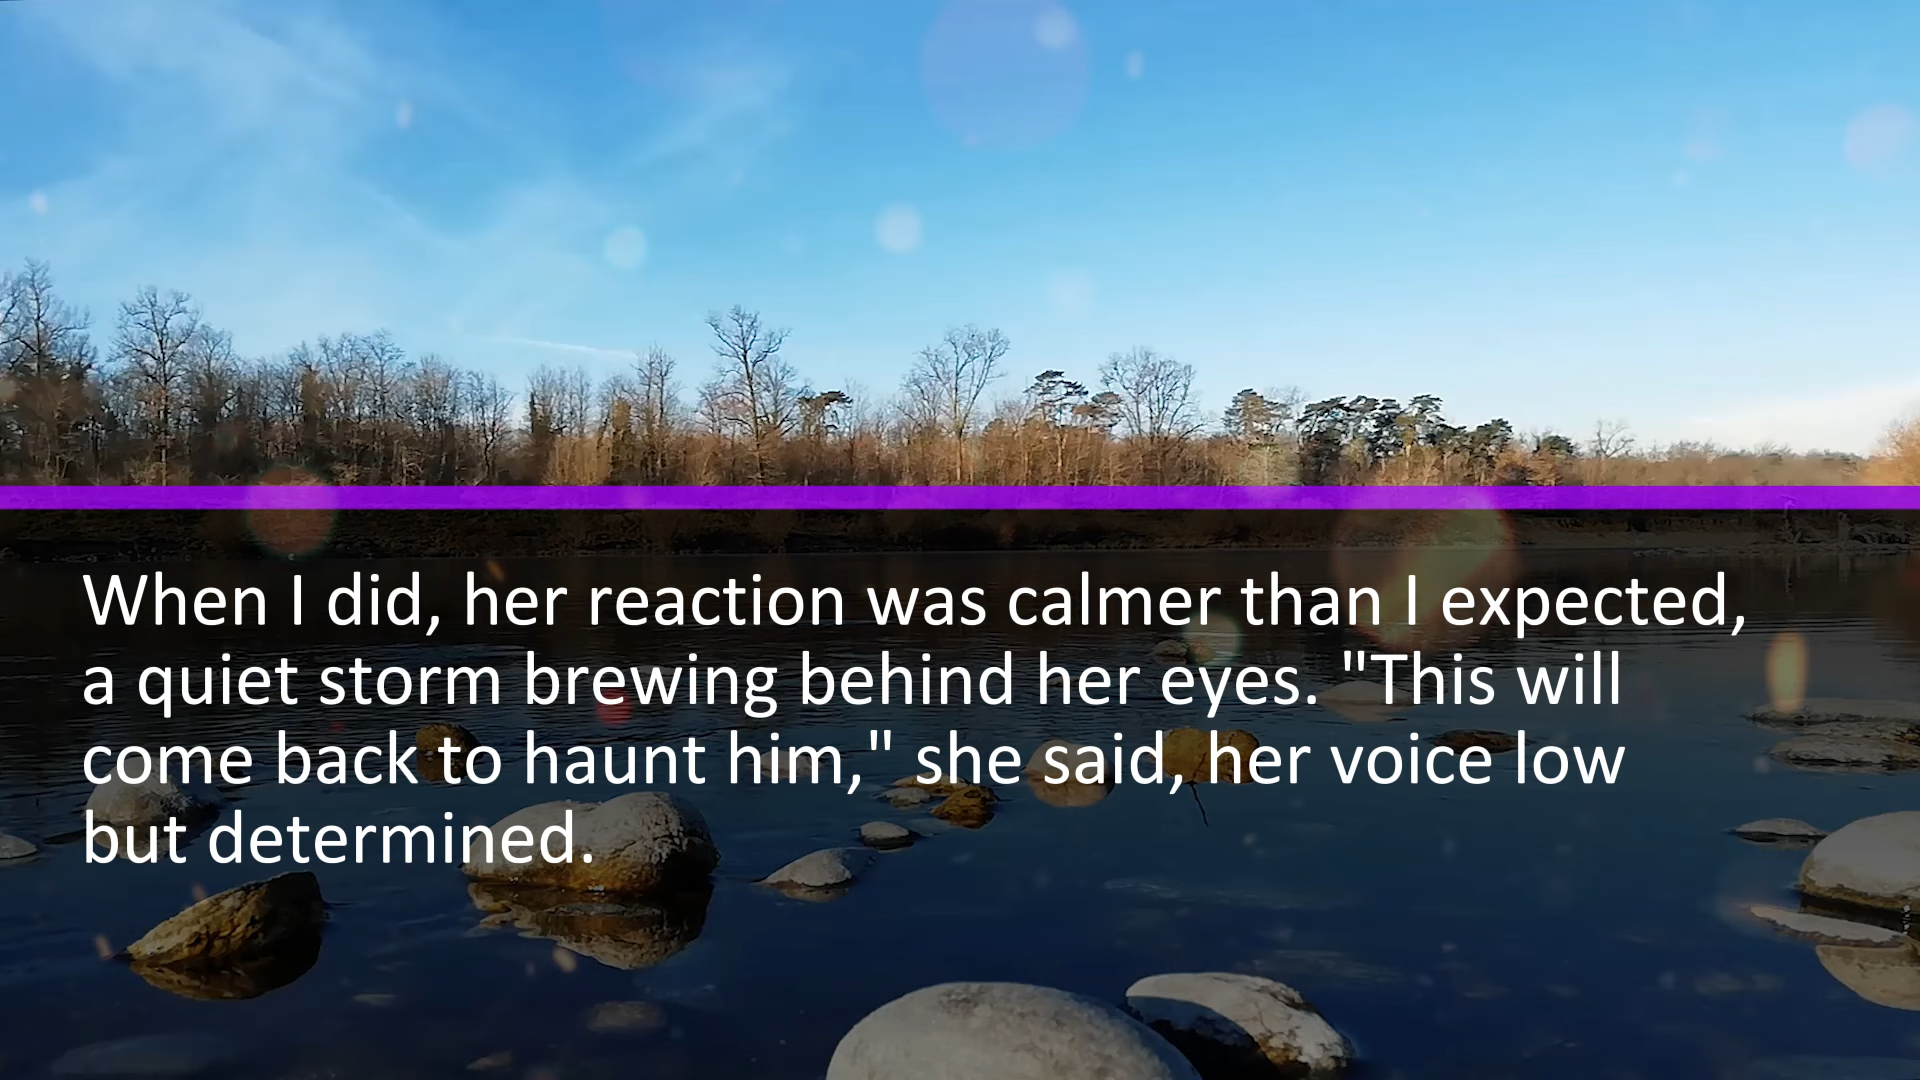 When I did, her reaction was calmer than I expected,
a quiet storm brewing behind her eyes. "This will
come back to haunt him," she said, her voice low
but determined.